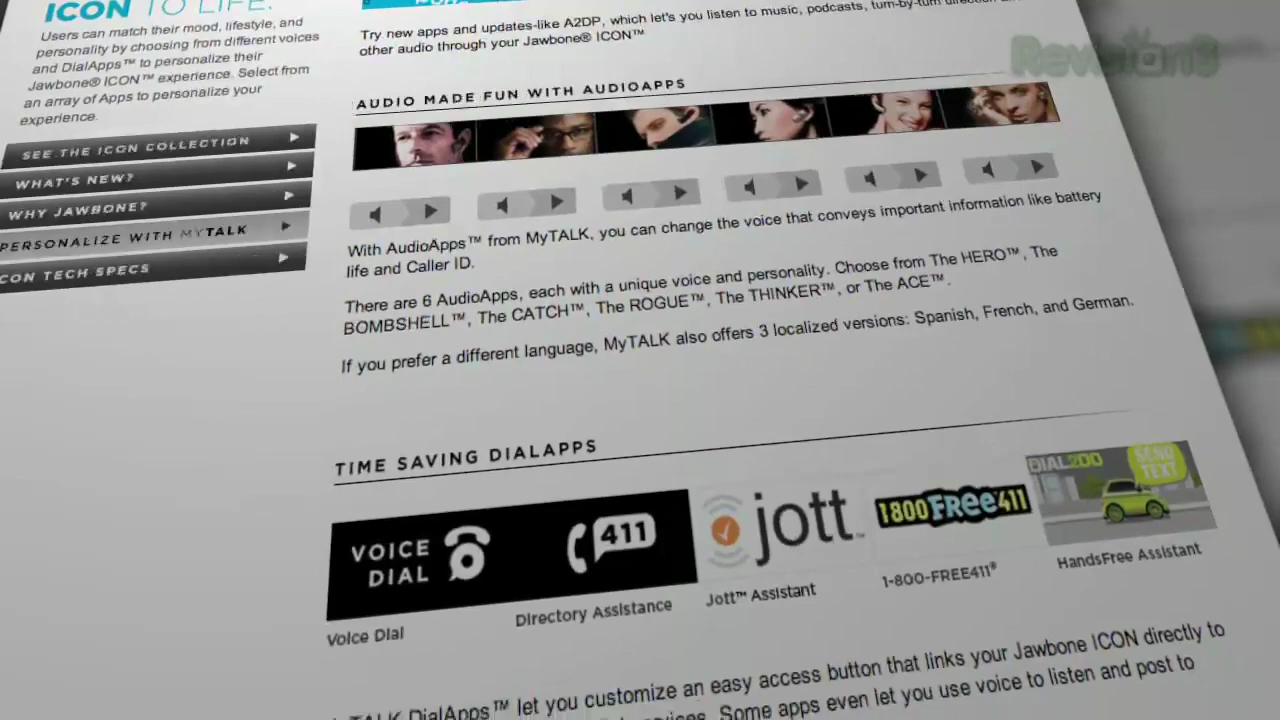 ICON TO LIFE.
Users can match their mood, lifestyle, and
personality by choosing from different voices
and DialApps™ to personalize their
Jawbone® ICON™ experience. Select from
an array of Apps to personalize your
experience.
SEE THE ICON COLLECTION
WHAT'S NEW?
WHY JAWBONE?
PERSONALIZE WITH MYTALK
ICON TECH SPECS
Try new apps and updates-like A2DP, which let's you listen to music, podcasts, turn-by-turn
other audio through your Jawbone® ICON™
Revision3
AUDIO MADE FUN WITH AUDIOAPPS
With AudioApps™ from MyTALK, you can change the voice that conveys important information like battery
life and Caller ID.
There are 6 AudioApps, each with a unique voice and personality. Choose from The HERO™, The
BOMBSHELL™, The CATCH™, The ROGUE™, The THINKER™, or The ACE™.
If you prefer a different language, MyTALK also offers 3 localized versions: Spanish, French, and German.
TIME SAVING DIALAPPS
VOICE
DIAL
411
jott™
1800FREE411
DIAL2DO
SEND
TEXT
Voice Dial
Directory Assistance
Jott™ Assistant
1-800-FREE411®
HandsFree Assistant
TALK DialApps™ let you customize an easy access button that links your Jawbone ICON directly to
services. Some apps even let you use voice to listen and post to